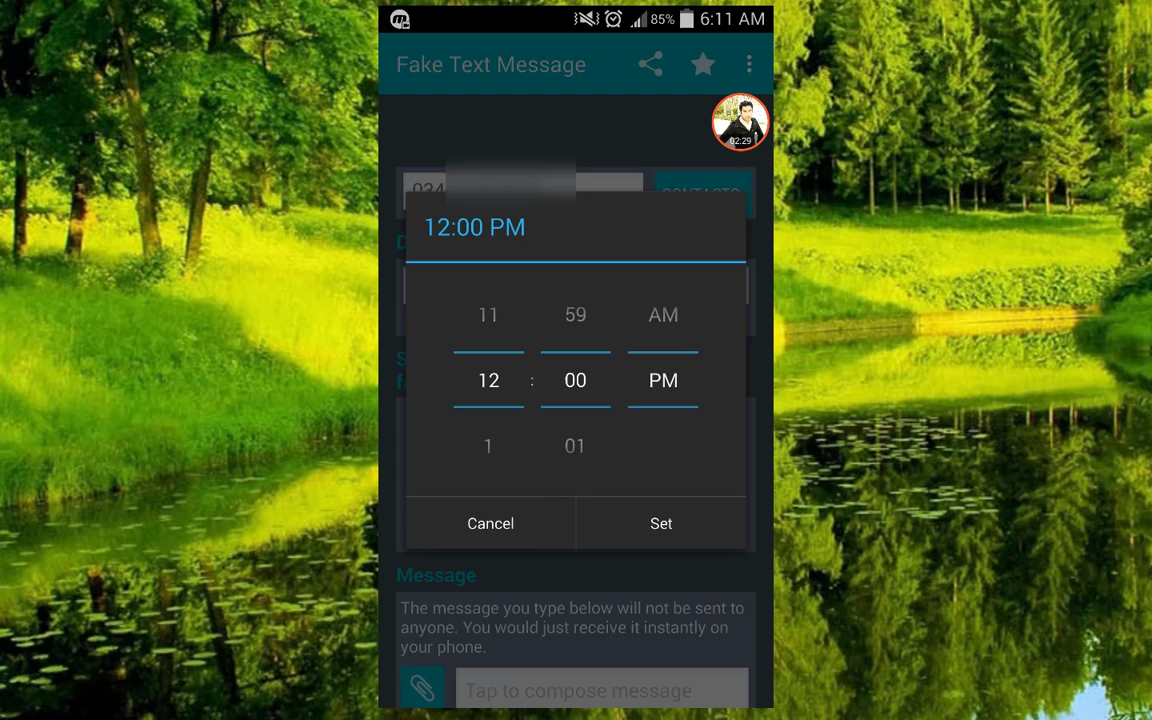 85% 6:11 AM
Fake Text Message
02:29
034
CONTACTS
12:00 PM
11 59 AM
12 : 00 PM
1 01
Cancel Set
Message
The message you type below will not be sent to
anyone. You would just receive it instantly on
your phone.
Tap to compose message